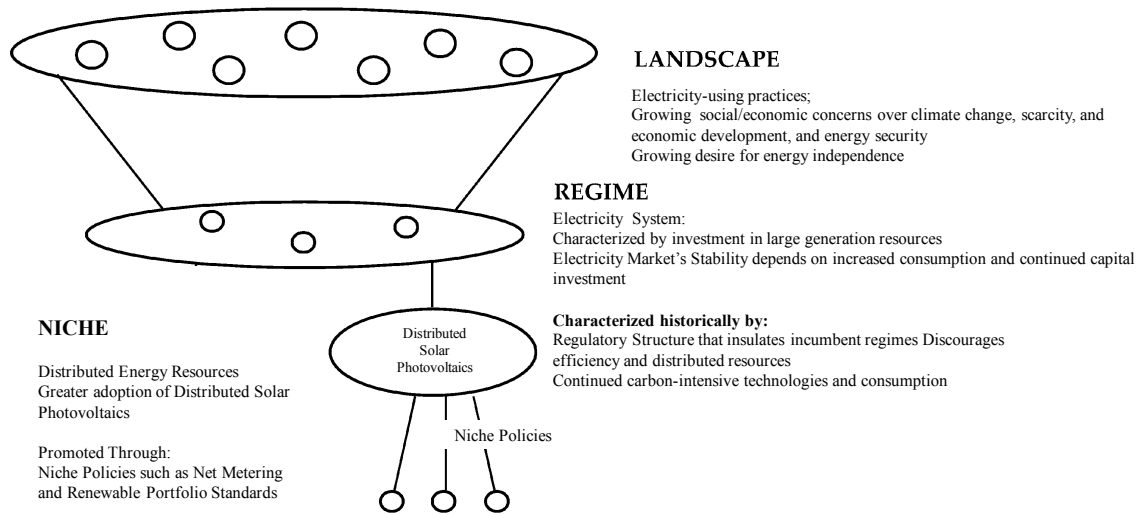 LANDSCAPE
Electricity-using practices;
Growing social/economic concerns over climate change, scarcity, and
economic development, and energy security
Growing desire for energy independence
REGIME
Electricity System:
Characterized by investment in large generation resources
Electricity Market's Stability depends on increased consumption and continued capital
investment
Characterized historically by:
Regulatory Structure that insulates incumbent regimes Discourages
efficiency and distributed resources
Continued carbon-intensive technologies and consumption
NICHE
Distributed Energy Resources
Greater adoption of Distributed Solar
Photovoltaics
Promoted Through:
Niche Policies such as Net Metering
and Renewable Portfolio Standards
Distributed
Solar
Photovoltaics
Niche Policies